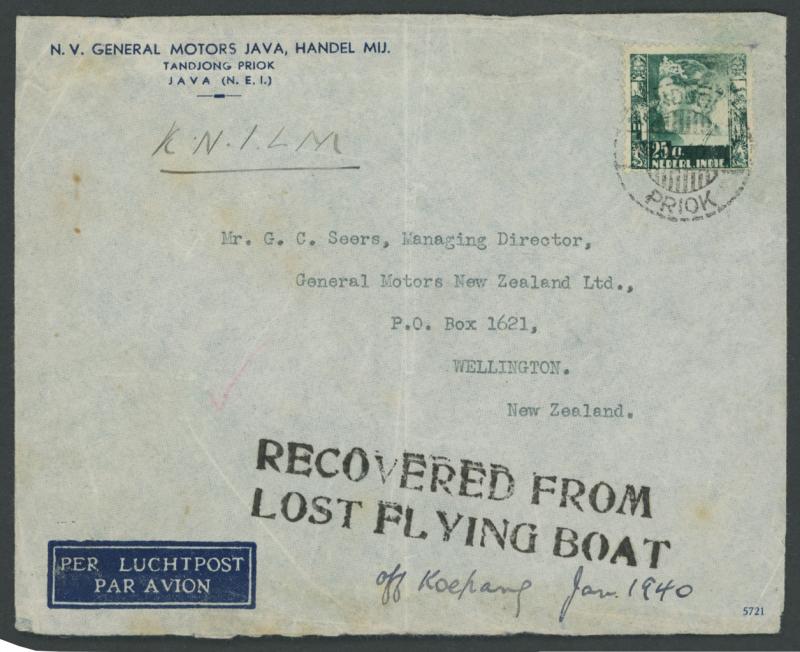 N. V. GENERAL MOTORS JAVA, HANDEL MIJ.
TANDJONG PRIOK
JAVA (N. E. I.)
K.N.I.L.M
25 ct.
NEDERL. INDIE
PRIOK
Mr. G. C. Seers, Managing Director,
General Motors New Zealand Ltd.,
P.O. Box 1621,
WELLINGTON.
New Zealand.
RECOVERED FROM
LOST FLYING BOAT
off Koepang Jan. 1940
PER LUCHTPOST
PAR AVION
5721